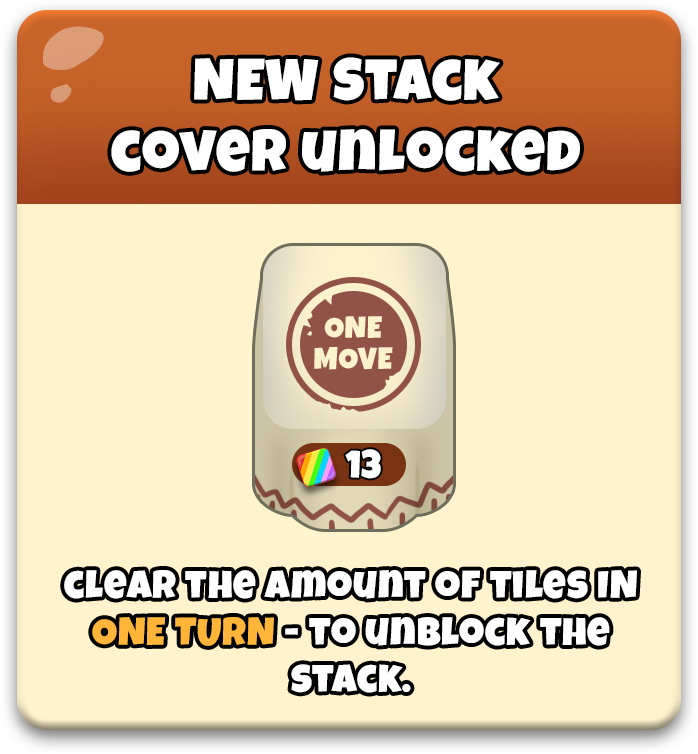 NEW STACK
COVER UNLOCKED
ONE
MOVE
13
CLEAR THE AMOUNT OF TILES IN
ONE TURN - TO UNBLOCK THE
STACK.